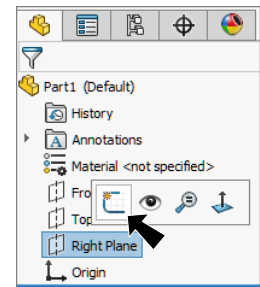 Part1 (Default)
History
Annotations
Material <not specified>
Fro
Top
Right Plane
Origin